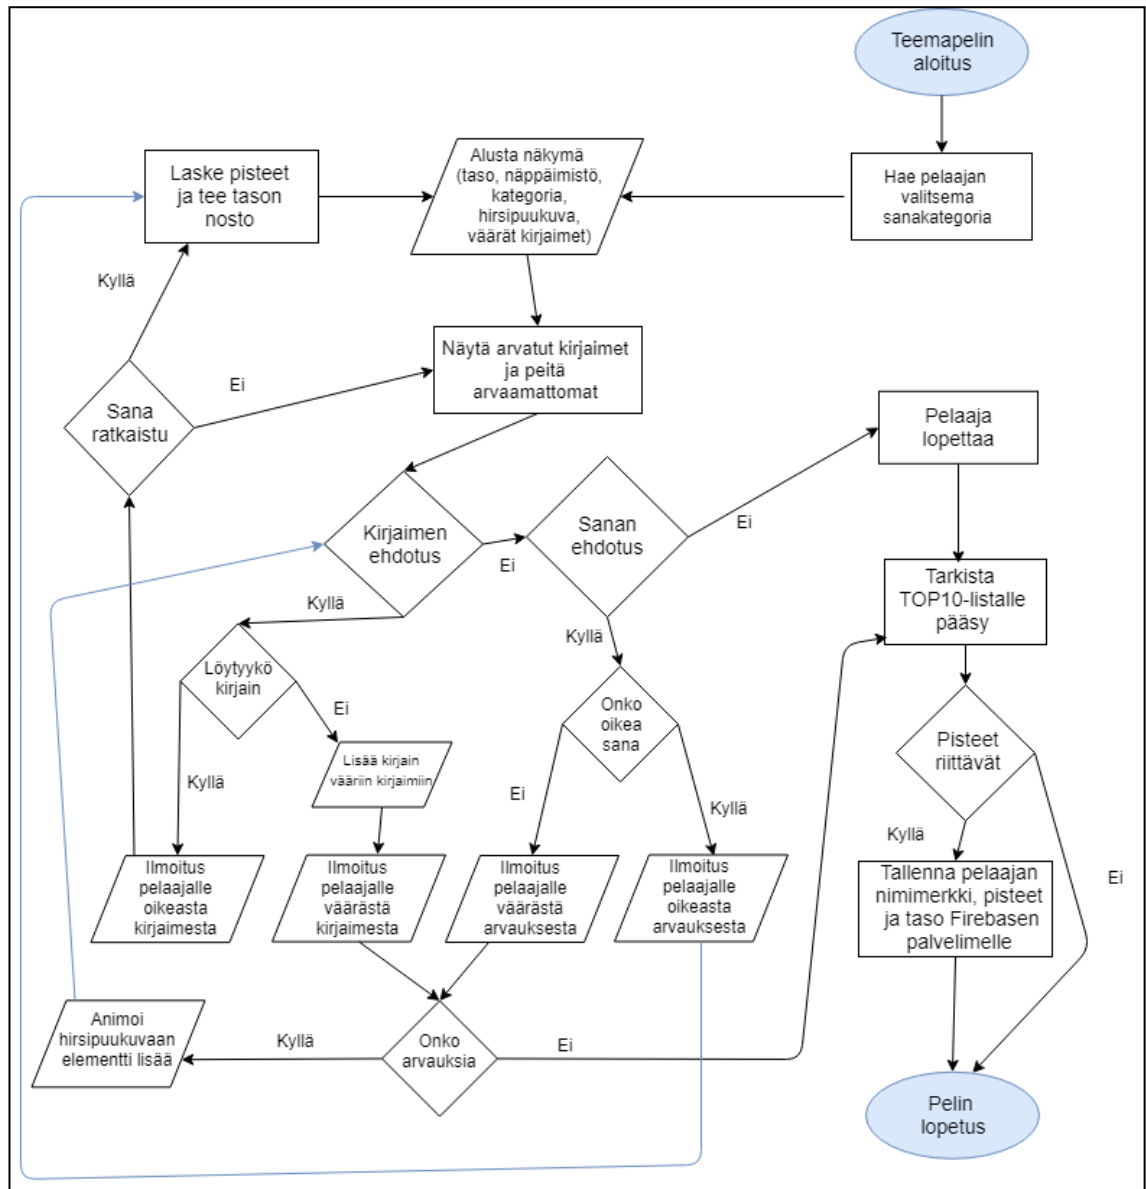 Teemapelin
aloitus
Laske pisteet
ja tee tason
nosto
Alusta näkymä
(taso, näppäimistö,
kategoria,
hirsipuukuva,
väärät kirjaimet)
Hae pelaajan
valitsema
sanakategoria
Kyllä
Näytä arvatut kirjaimet
ja peitä
arvaamattomat
Ei
Sana
ratkaistu
Pelaaja
lopettaa
Kirjaimen
ehdotus
Ei
Sanan
ehdotus
Ei
Tarkista
TOP10-listalle
pääsy
Kyllä
Kyllä
Löytyykö
kirjain
Ei
Onko
oikea
sana
Pisteet
riittävät
Lisää kirjain
vääriin kirjaimiin
Kyllä
Ei
Kyllä
Kyllä
Ei
Ilmoitus
pelaajalle
oikeasta
kirjaimesta
Ilmoitus
pelaajalle
väärästä
kirjaimesta
Ilmoitus
pelaajalle
väärästä
arvauksesta
Ilmoitus
pelaajalle
oikeasta
arvauksesta
Tallenna pelaajan
nimimerkki, pisteet
ja taso Firebasen
palvelimelle
Animoi
hirsipuukuvaan
elementti lisää
Kyllä
Onko
arvauksia
Ei
Pelin
lopetus